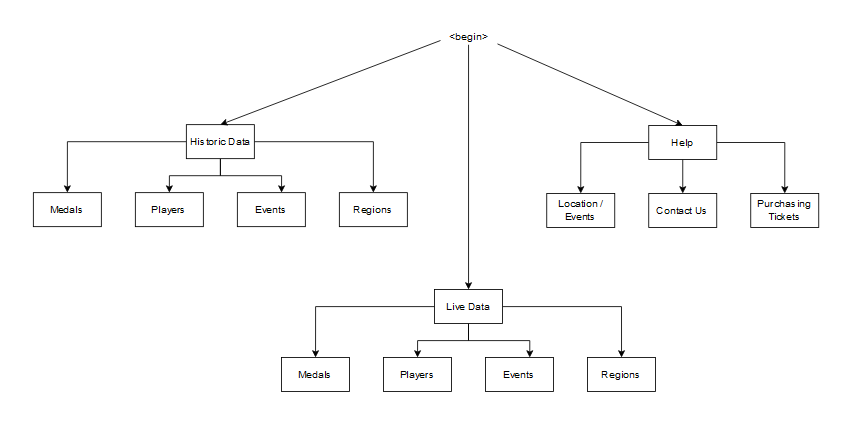 <begin>
Historic Data
Help
Medals
Players
Events
Regions
Location /
Events
Contact Us
Purchasing
Tickets
Live Data
Medals
Players
Events
Regions